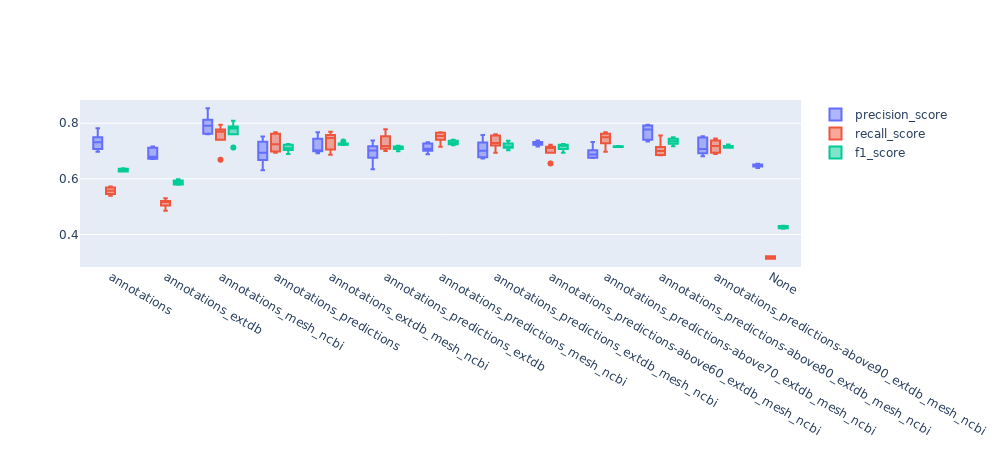 0.8
0.6
0.4
precision_score
recall_score
f1_score
annotations
annotations_extdb
annotations_mesh_ncbi
annotations_predictions
annotations_extdb_mesh_ncbi
annotations_predictions_extdb
annotations_predictions_mesh_ncbi
annotations_predictions_extdb_mesh_ncbi
annotations_predictions-above60_extdb_mesh_ncbi
annotations_predictions-above70_extdb_mesh_ncbi
annotations_predictions-above80_extdb_mesh_ncbi
annotations_predictions-above90_extdb_mesh_ncbi
None